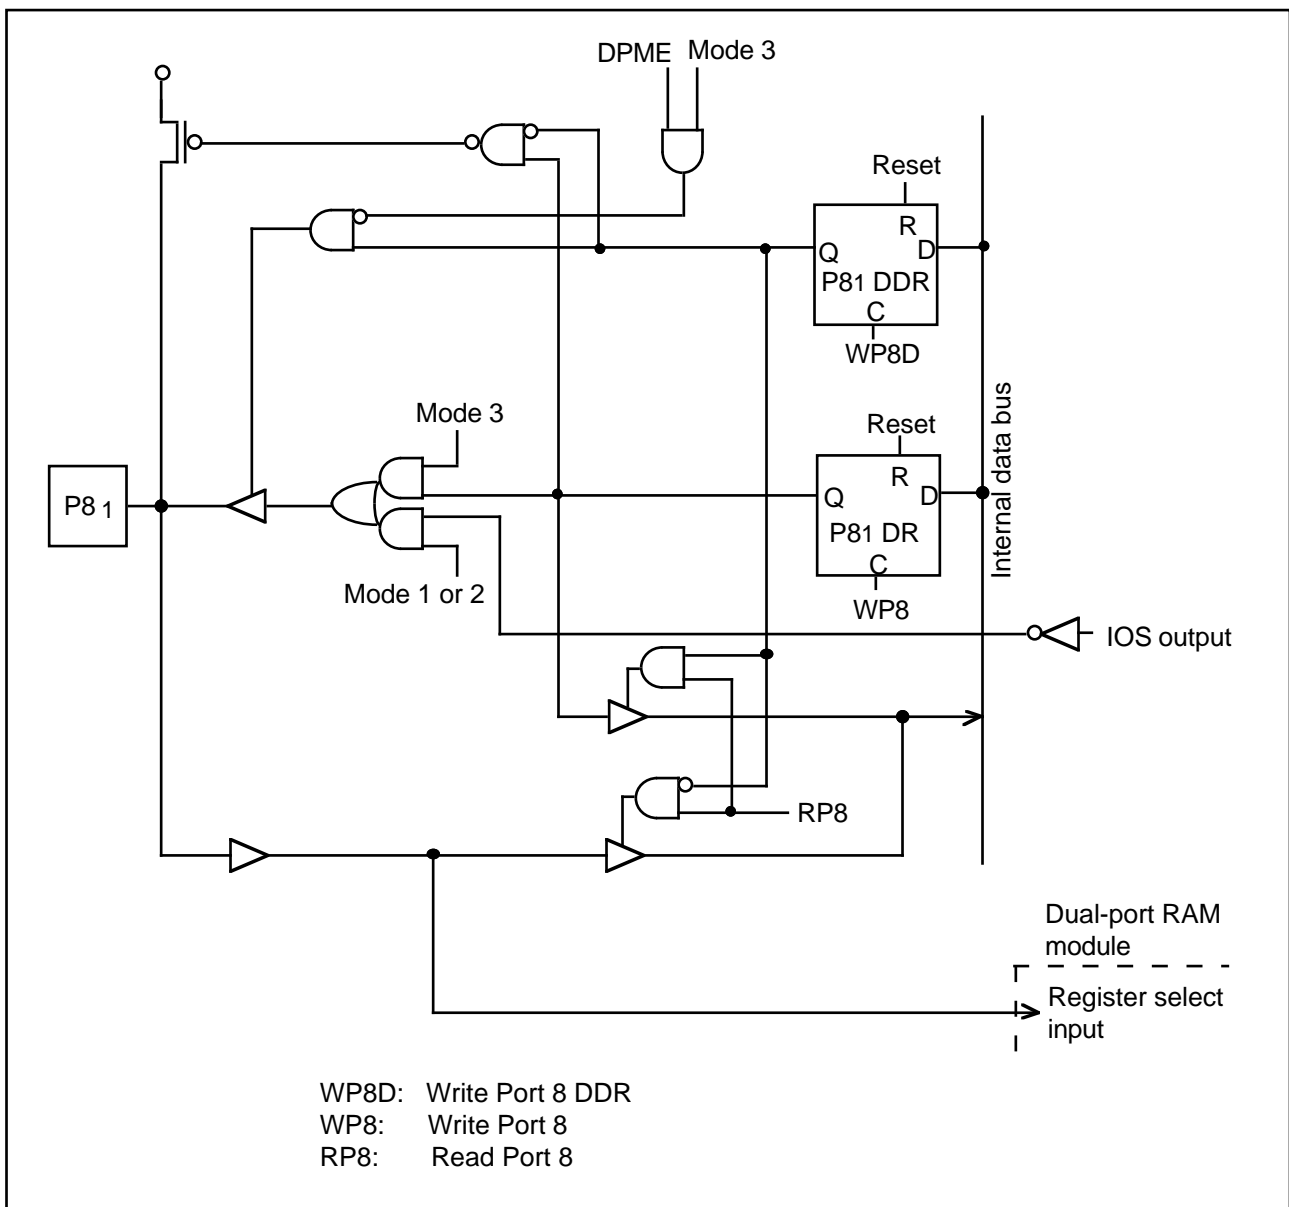 DPME Mode 3
Reset
R
Q D
P81 DDR
C
WP8D
Mode 3
Reset
R
Q D
P81 DR
C
WP8
Internal data bus
P8 1
Mode 1 or 2
IOS output
RP8
Dual-port RAM
module
Register select
input
WP8D: Write Port 8 DDR
WP8: Write Port 8
RP8: Read Port 8